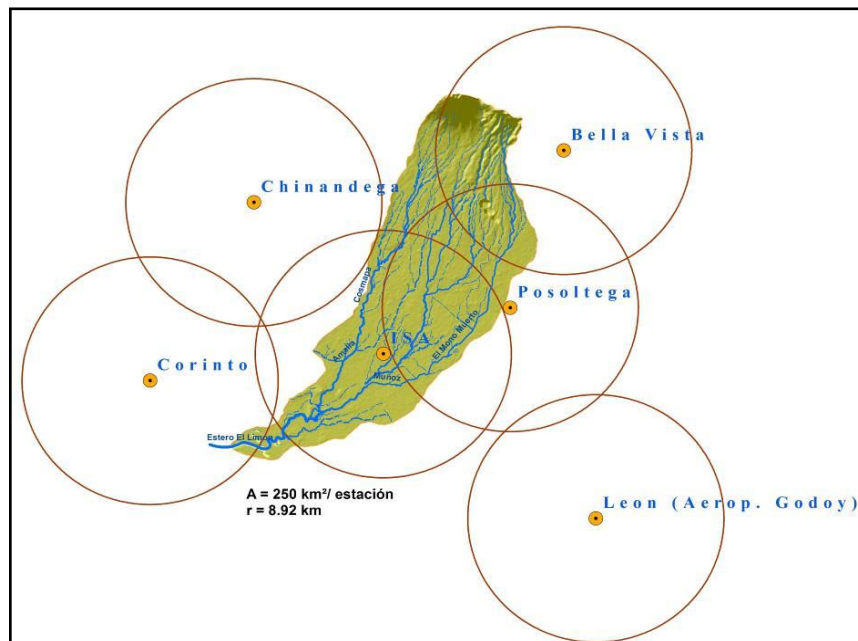 Bella Vista
Chinandega
Cosmapa
Posoltega
ISA
El Mono Muerto
Amalia
Corinto
Muñoz
Estero El Limón
A = 250 km²/ estación
r = 8.92 km
Leon (Aerop. Godoy)